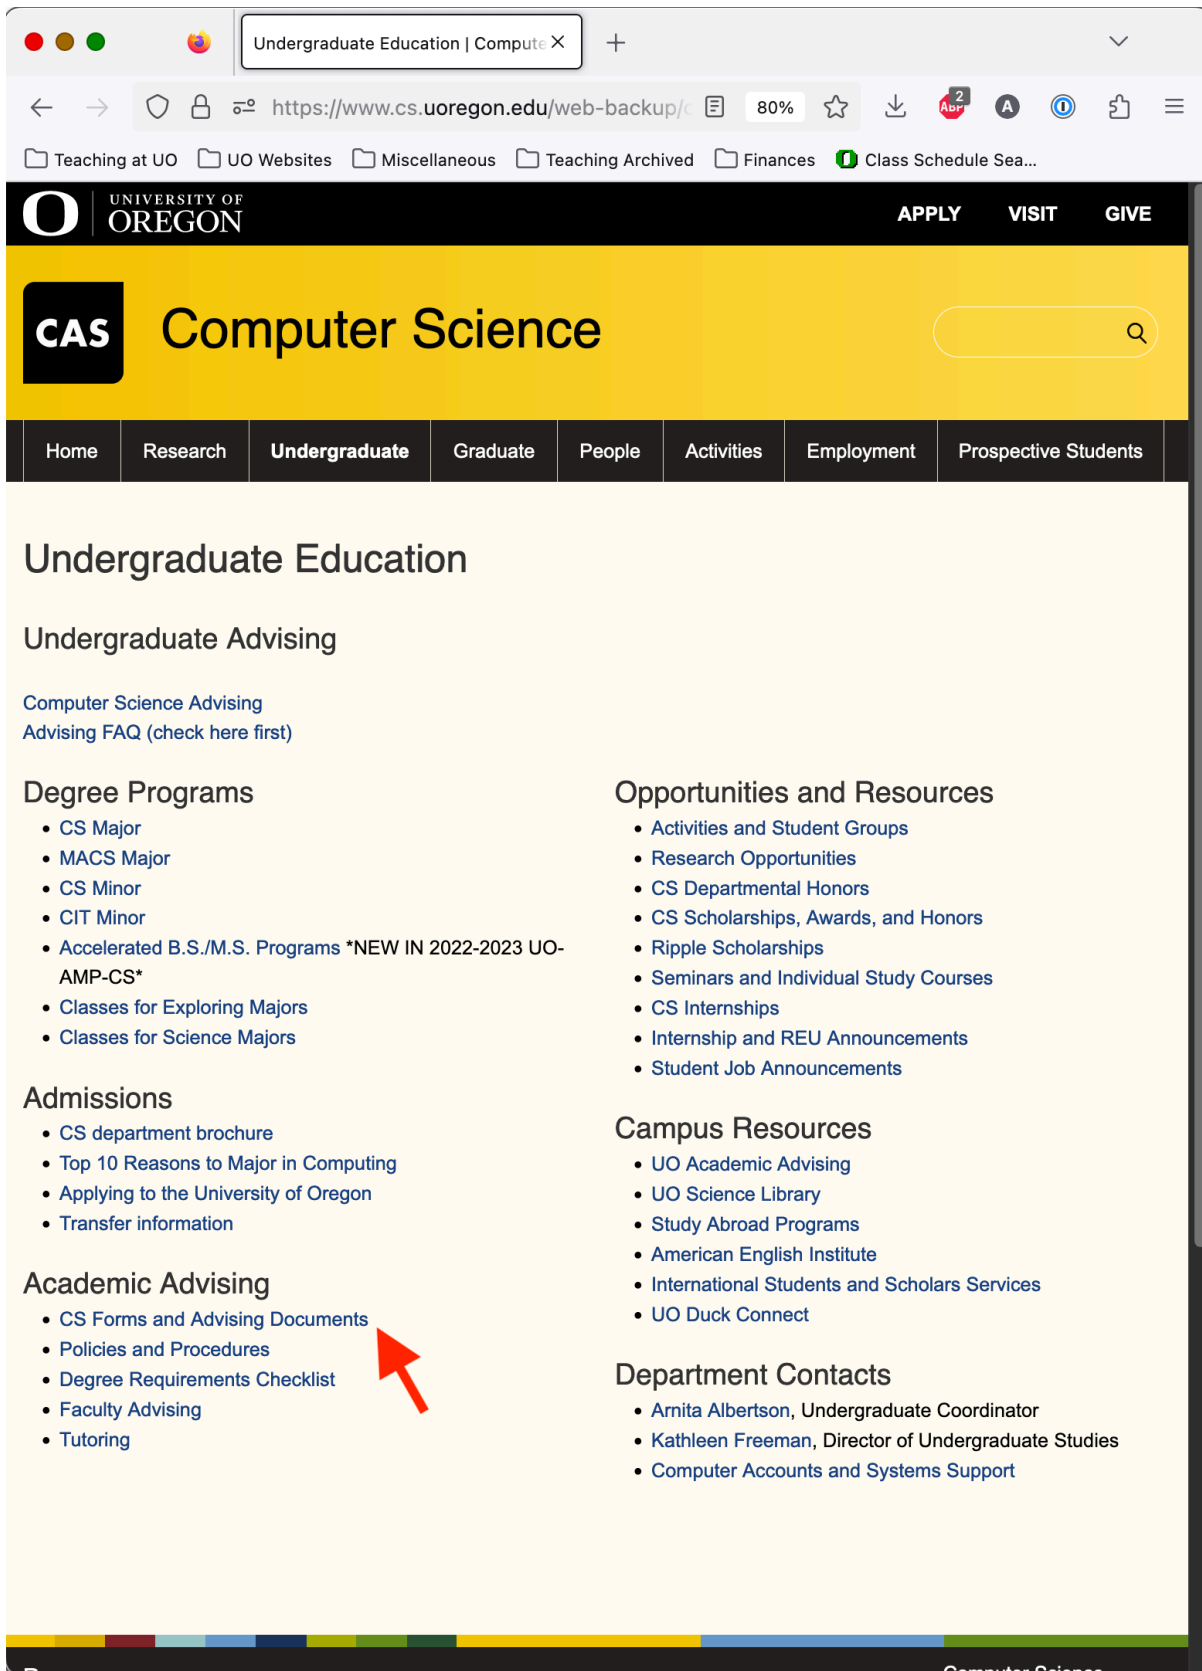 Undergraduate Education | Compute
https://www.cs.uoregon.edu/web-backup/
80%
2
ABP
A
Teaching at UO
UO Websites
Miscellaneous
Teaching Archived
Finances
Class Schedule Sea...
UNIVERSITY OF
OREGON
APPLY
VISIT
GIVE
CAS
Computer Science
Home
Research
Undergraduate
Graduate
People
Activities
Employment
Prospective Students
Undergraduate Education
Undergraduate Advising
Computer Science Advising
Advising FAQ (check here first)
Degree Programs
CS Major
MACS Major
CS Minor
CIT Minor
Accelerated B.S./M.S. Programs *NEW IN 2022-2023 UO-
AMP-CS*
Classes for Exploring Majors
Classes for Science Majors
Admissions
CS department brochure
Top 10 Reasons to Major in Computing
Applying to the University of Oregon
Transfer information
Academic Advising
CS Forms and Advising Documents
Policies and Procedures
Degree Requirements Checklist
Faculty Advising
Tutoring
Opportunities and Resources
Activities and Student Groups
Research Opportunities
CS Departmental Honors
CS Scholarships, Awards, and Honors
Ripple Scholarships
Seminars and Individual Study Courses
CS Internships
Internship and REU Announcements
Student Job Announcements
Campus Resources
UO Academic Advising
UO Science Library
Study Abroad Programs
American English Institute
International Students and Scholars Services
UO Duck Connect
Department Contacts
Arnita Albertson, Undergraduate Coordinator
Kathleen Freeman, Director of Undergraduate Studies
Computer Accounts and Systems Support
Computer Science